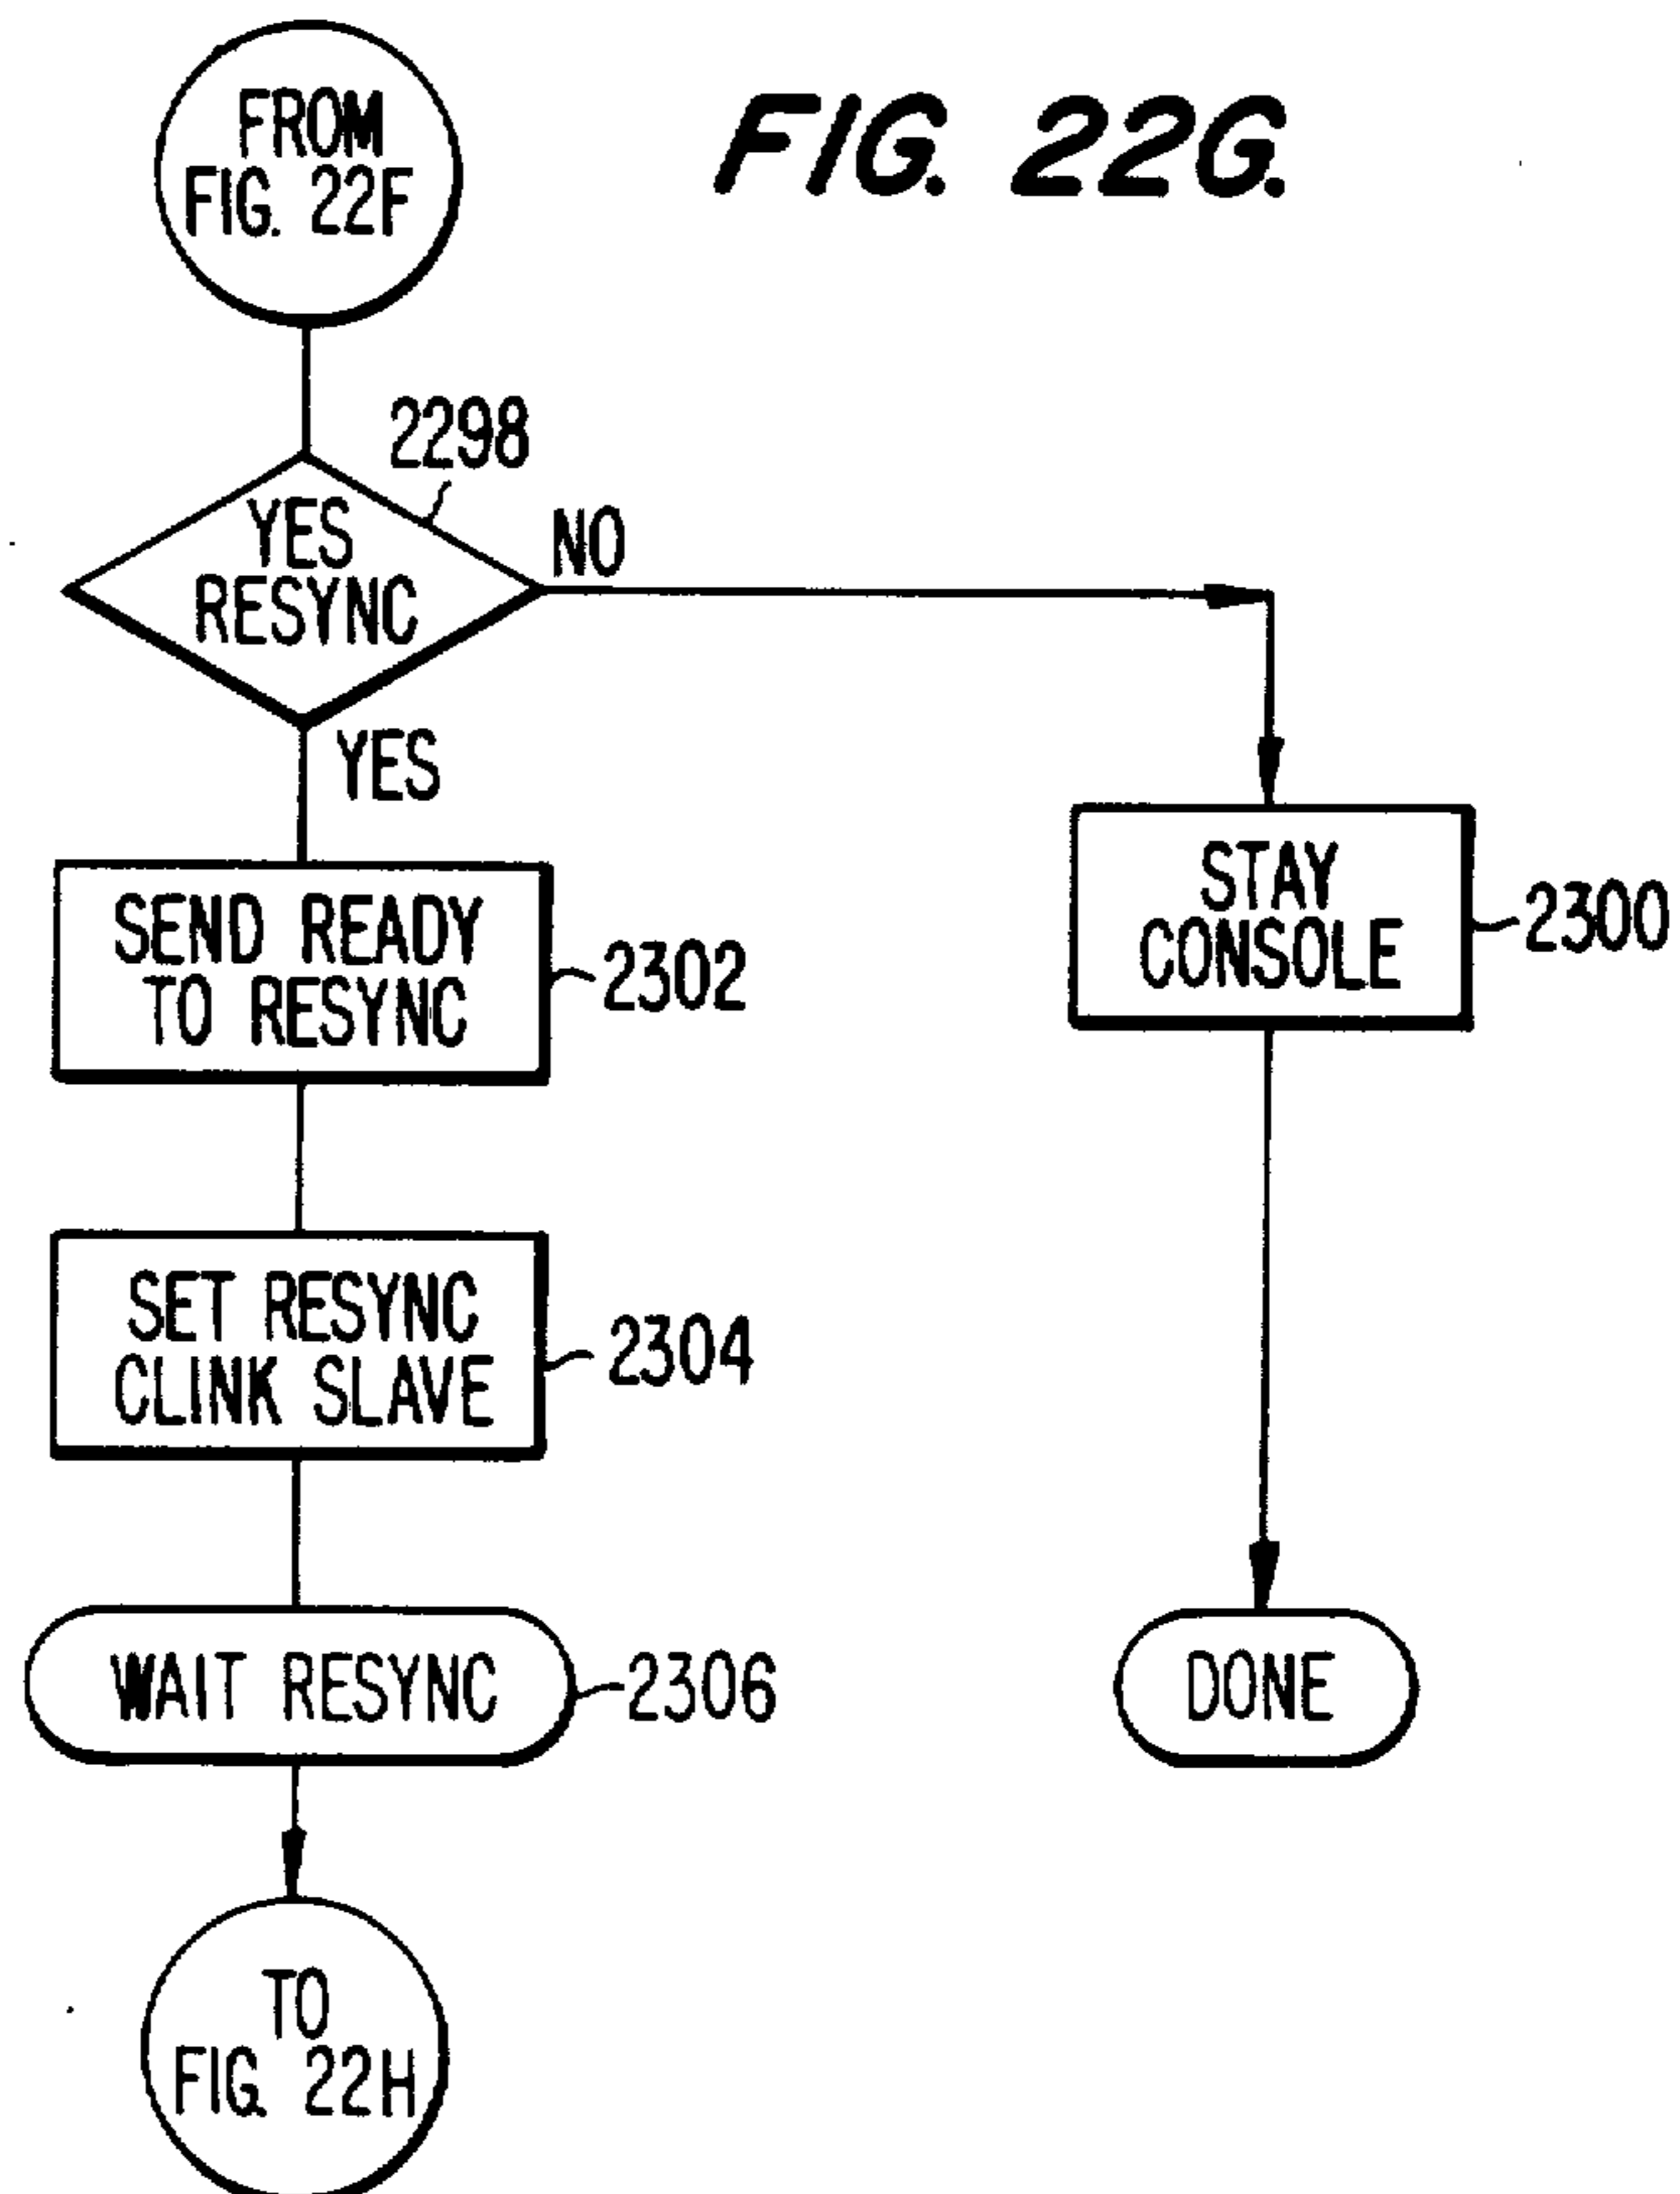 FROM
FIG. 22F
FIG. 22G.
2298
YES
RESYNC
NO
YES
SEND READY
TO RESYNC
2302
STAY
CONSOLE
2300
SET RESYNC
CLINK SLAVE
2304
WAIT RESYNC
2306
DONE
TO
FIG. 22H